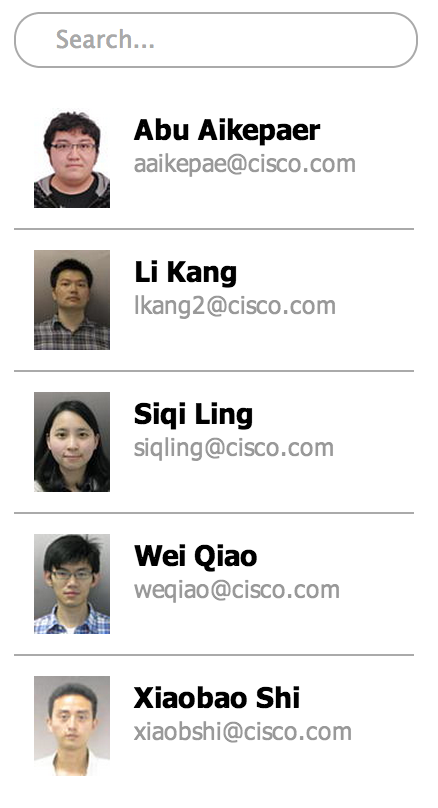 Search...
Abu Aikepaer
aaikepae@cisco.com
Li Kang
lkang2@cisco.com
Siqi Ling
siqling@cisco.com
Wei Qiao
weqiao@cisco.com
Xiaobao Shi
xiaobshi@cisco.com